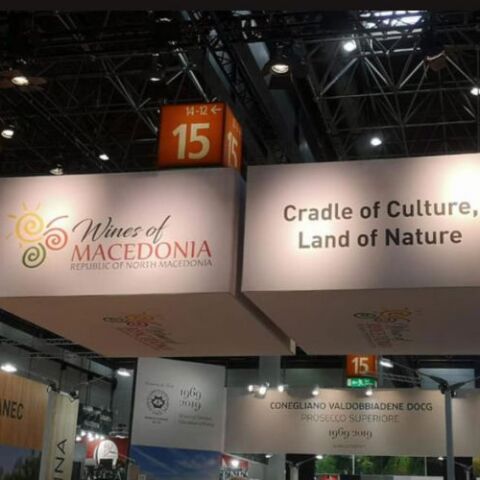 14-12 ←
15
15
Wines of
MACEDONIA
REPUBLIC OF NORTH MACEDONIA
Cradle of Culture,
Land of Nature
15
1969
2019
CONEGLIANO VALDOBBIADENE DOCG
PROSECCO SUPERIORE
1969 2019